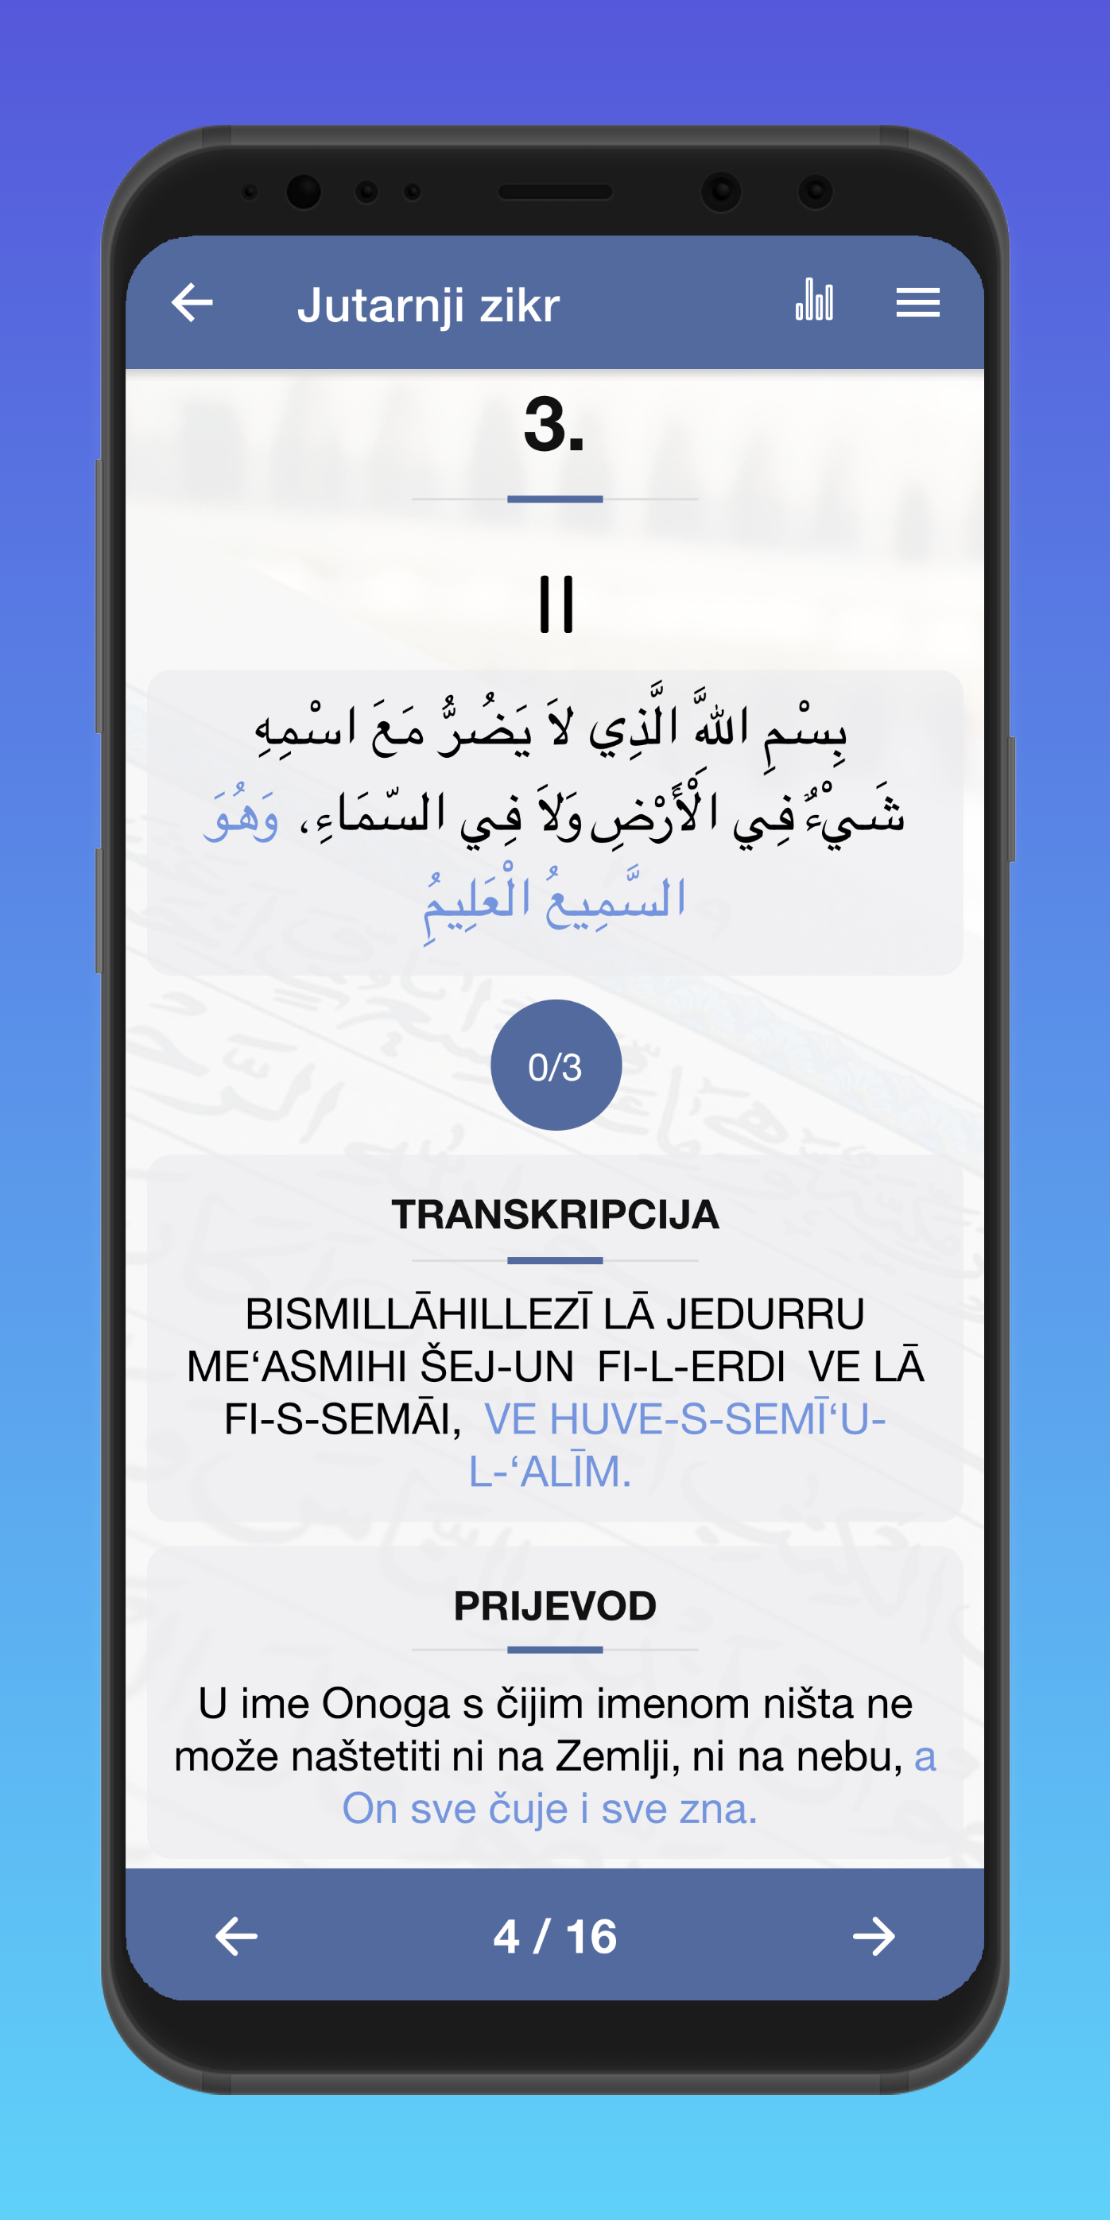 Jutarnji zikr
3.
بِسْمِ اللهَّ الَّذِي لاَ يَضُرُّ مَعَ اسْمِهِ
شَيْءٌ فِي الْأَرْضِ وَلاَ فِي السّمَاءِ، وَهُوَ
السَّمِيعُ الْعَلِيمُِ
0/3
TRANSKRIPCIJA
BISMILLĀHILLEZĪ LĀ JEDURRU
ME‘ASMIHI ŠEJ-UN FI-L-ERDI VE LĀ
FI-S-SEMĀI, VE HUVE-S-SEMĪ‘U-
L-‘ALĪM.
PRIJEVOD
U ime Onoga s čijim imenom ništa ne
može naštetiti ni na Zemlji, ni na nebu, a
On sve čuje i sve zna.
4 / 16